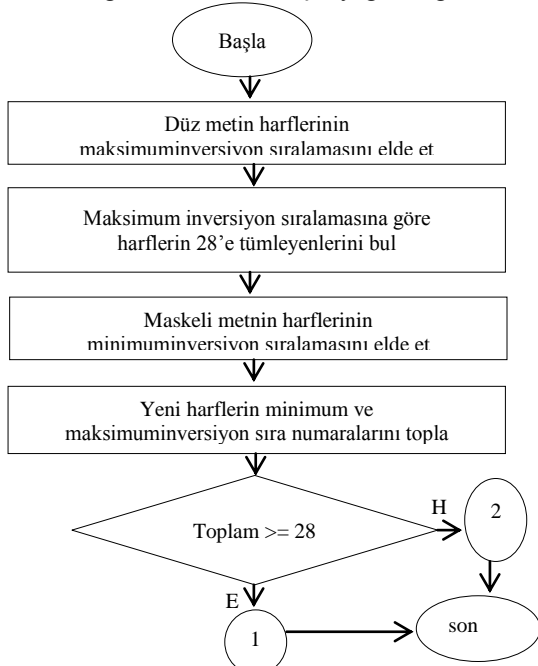 Başla
Düz metin harflerinin
maksimuminversiyon sıralamasını elde et
Maksimum inversiyon sıralamasına göre
harflerin 28’e tümleyenlerini bul
Maskeli metnin harflerinin
minimuminversiyon sıralamasını elde et
Yeni harflerin minimum ve
maksimuminversiyon sıra numaralarını topla
Toplam >= 28
H
2
E
1
son